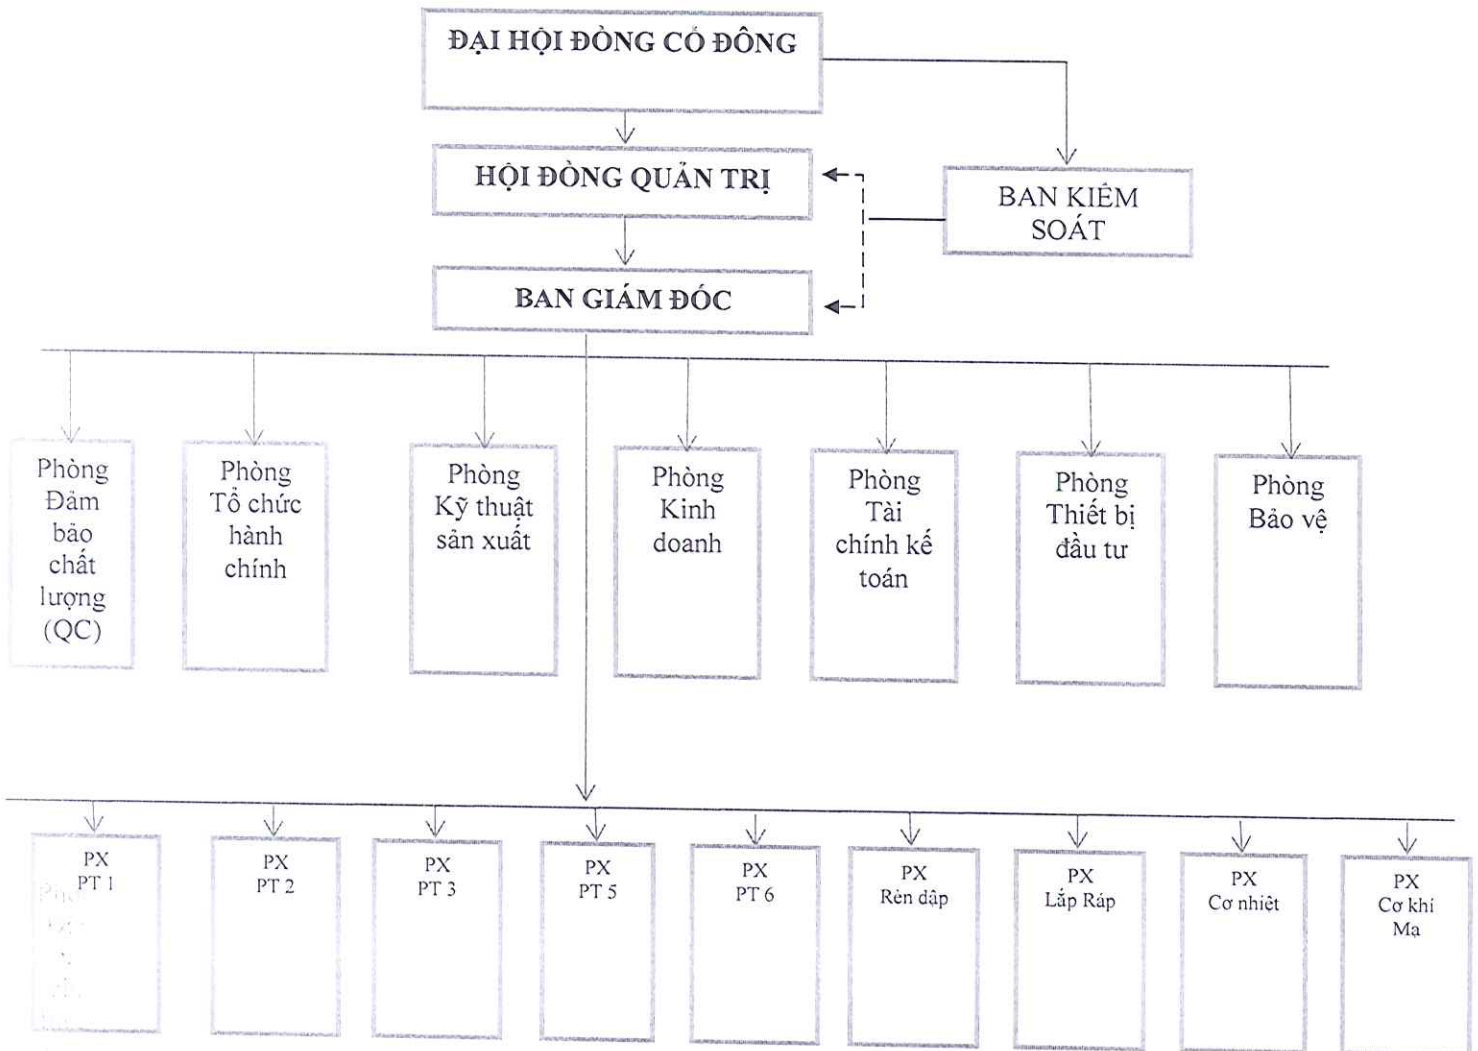 ĐẠI HỘI ĐỒNG CỔ ĐÔNG
HỘI ĐỒNG QUẢN TRỊ
BAN KIỂM
SOÁT
BAN GIÁM ĐỐC
Phòng
Đảm
bảo
chất
lượng
(QC)
Phòng
Tổ chức
hành
chính
Phòng
Kỹ thuật
sản xuất
Phòng
Kinh
doanh
Phòng
Tài
chính kế
toán
Phòng
Thiết bị
đầu tư
Phòng
Bảo vệ
PX
PT 1
PX
PT 2
PX
PT 3
PX
PT 5
PX
PT 6
PX
Rèn dập
PX
Lắp Ráp
PX
Cơ nhiệt
PX
Cơ khí
Mạ